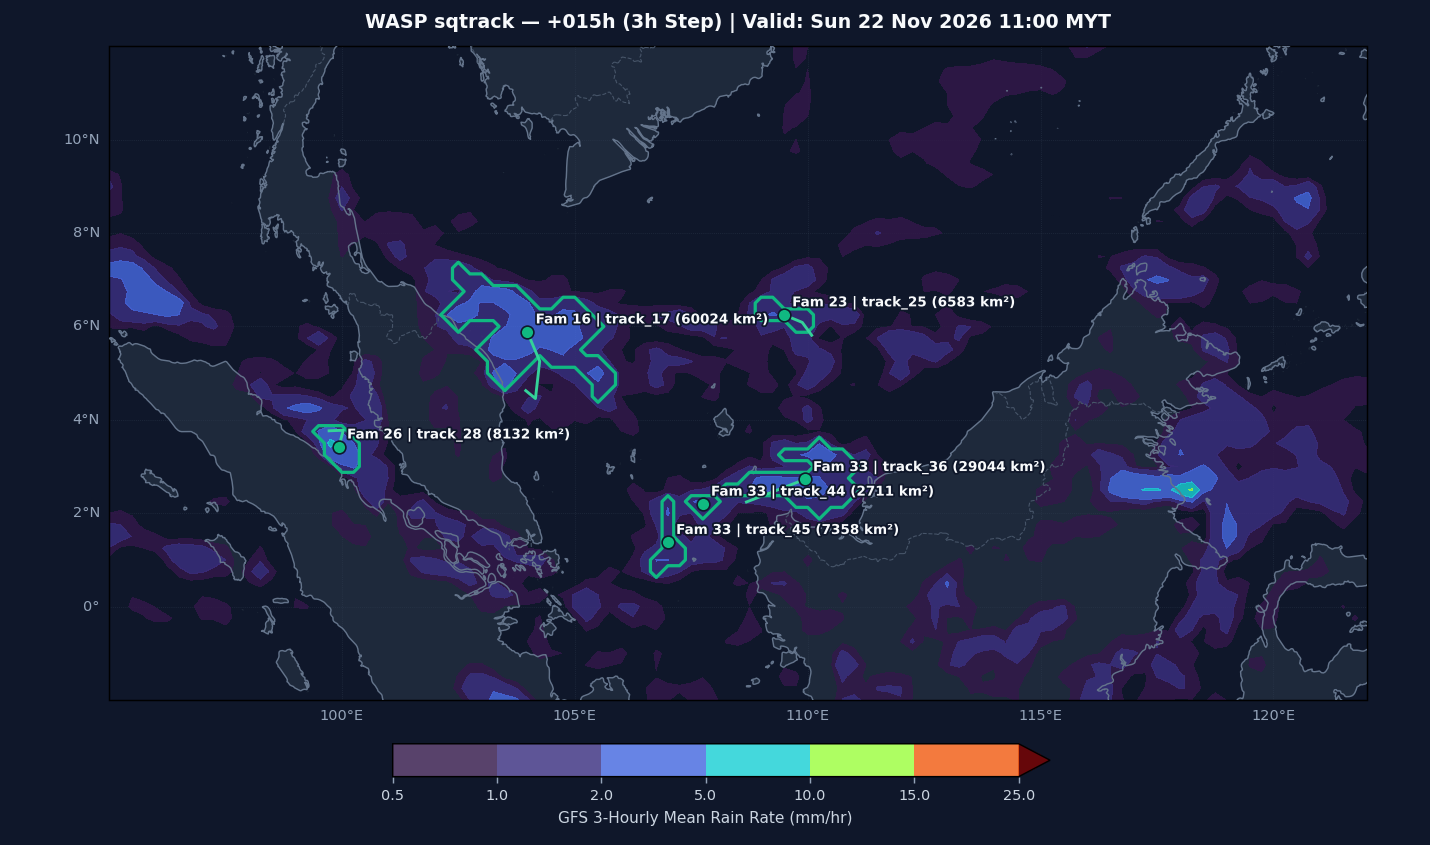 WASP sqtrack — +015h (3h Step) | Valid: Sun 22 Nov 2026 11:00 MYT
10°N
8°N
6°N
4°N
2°N
0°
Fam 23 | track_25 (6583 km²)
Fam 16 | track_17 (60024 km²)
Fam 26 | track_28 (8132 km²)
Fam 33 | track_36 (29044 km²)
Fam 33 | track_44 (2711 km²)
Fam 33 | track_45 (7358 km²)
100°E 105°E 110°E 115°E 120°E
0.5 1.0 2.0 5.0 10.0 15.0 25.0
GFS 3-Hourly Mean Rain Rate (mm/hr)